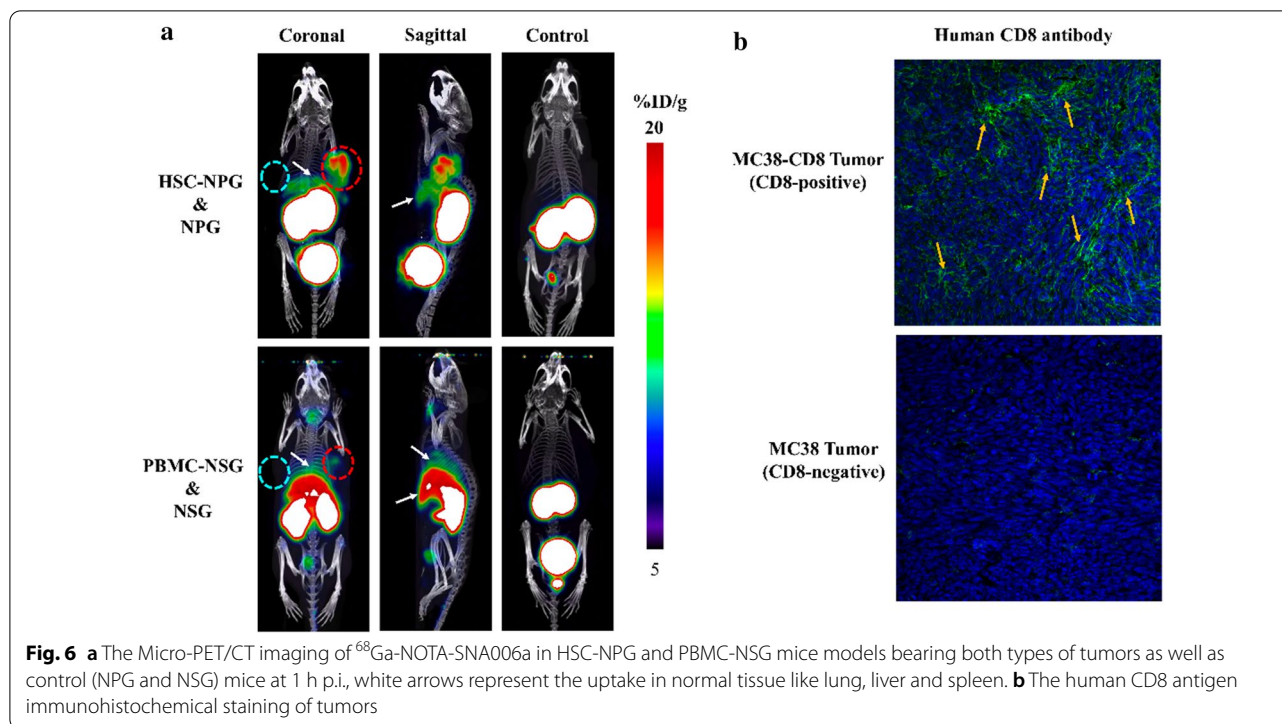 a
b
Coronal
Sagittal
Control
Human CD8 antibody
%ID/g
20
5
HSC-NPG
&
NPG
PBMC-NSG
&
NSG
MC38-CD8 Tumor
(CD8-positive)
MC38 Tumor
(CD8-negative)
Fig. 6 a The Micro-PET/CT imaging of ⁶⁸Ga-NOTA-SNA006a in HSC-NPG and PBMC-NSG mice models bearing both types of tumors as well as
control (NPG and NSG) mice at 1 h p.i., white arrows represent the uptake in normal tissue like lung, liver and spleen. b The human CD8 antigen
immunohistochemical staining of tumors